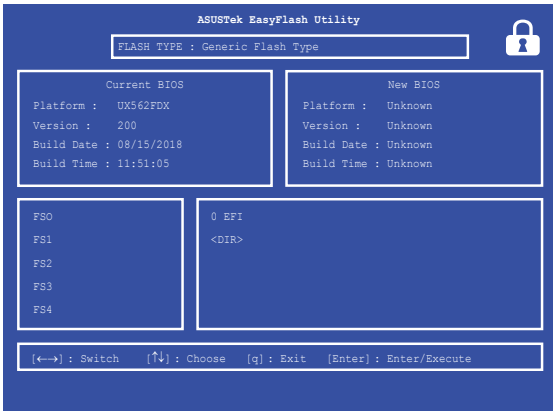 ASUSTek EasyFlash Utility
FLASH TYPE : Generic Flash Type
Current BIOS
Platform : UX562FDX
Version : 200
Build Date : 08/15/2018
Build Time : 11:51:05
New BIOS
Platform : Unknown
Version : Unknown
Build Date : Unknown
Build Time : Unknown
FS0
FS1
FS2
FS3
FS4
0 EFI
<DIR>
[←→] : Switch [↑↓] : Choose [q] : Exit [Enter] : Enter/Execute